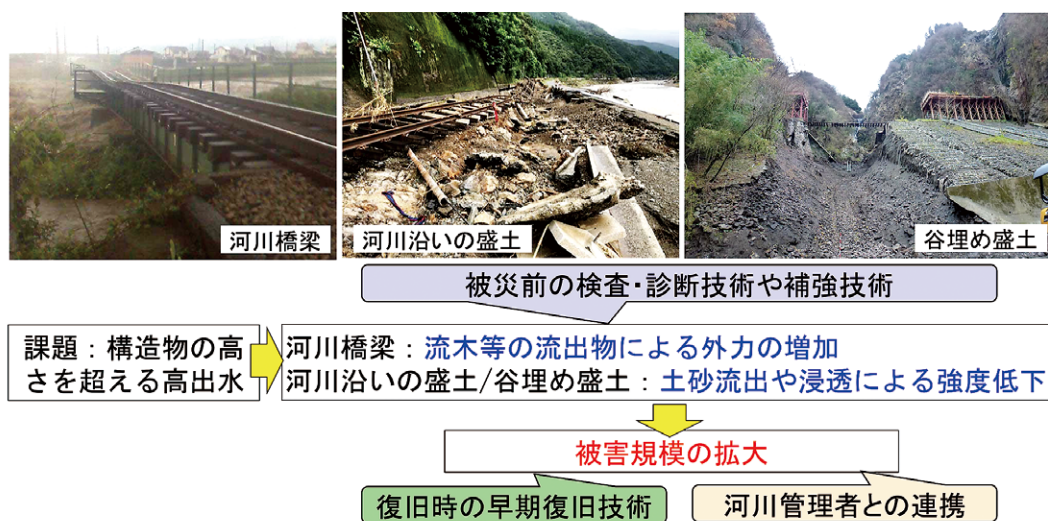 河川橋梁
河川沿いの盛土
谷埋め盛土
被災前の検査・診断技術や補強技術
課題：構造物の高
さを超える高出水
河川橋梁：流木等の流出物による外力の増加
河川沿いの盛土/谷埋め盛土：土砂流出や浸透による強度低下
被害規模の拡大
復旧時の早期復旧技術
河川管理者との連携